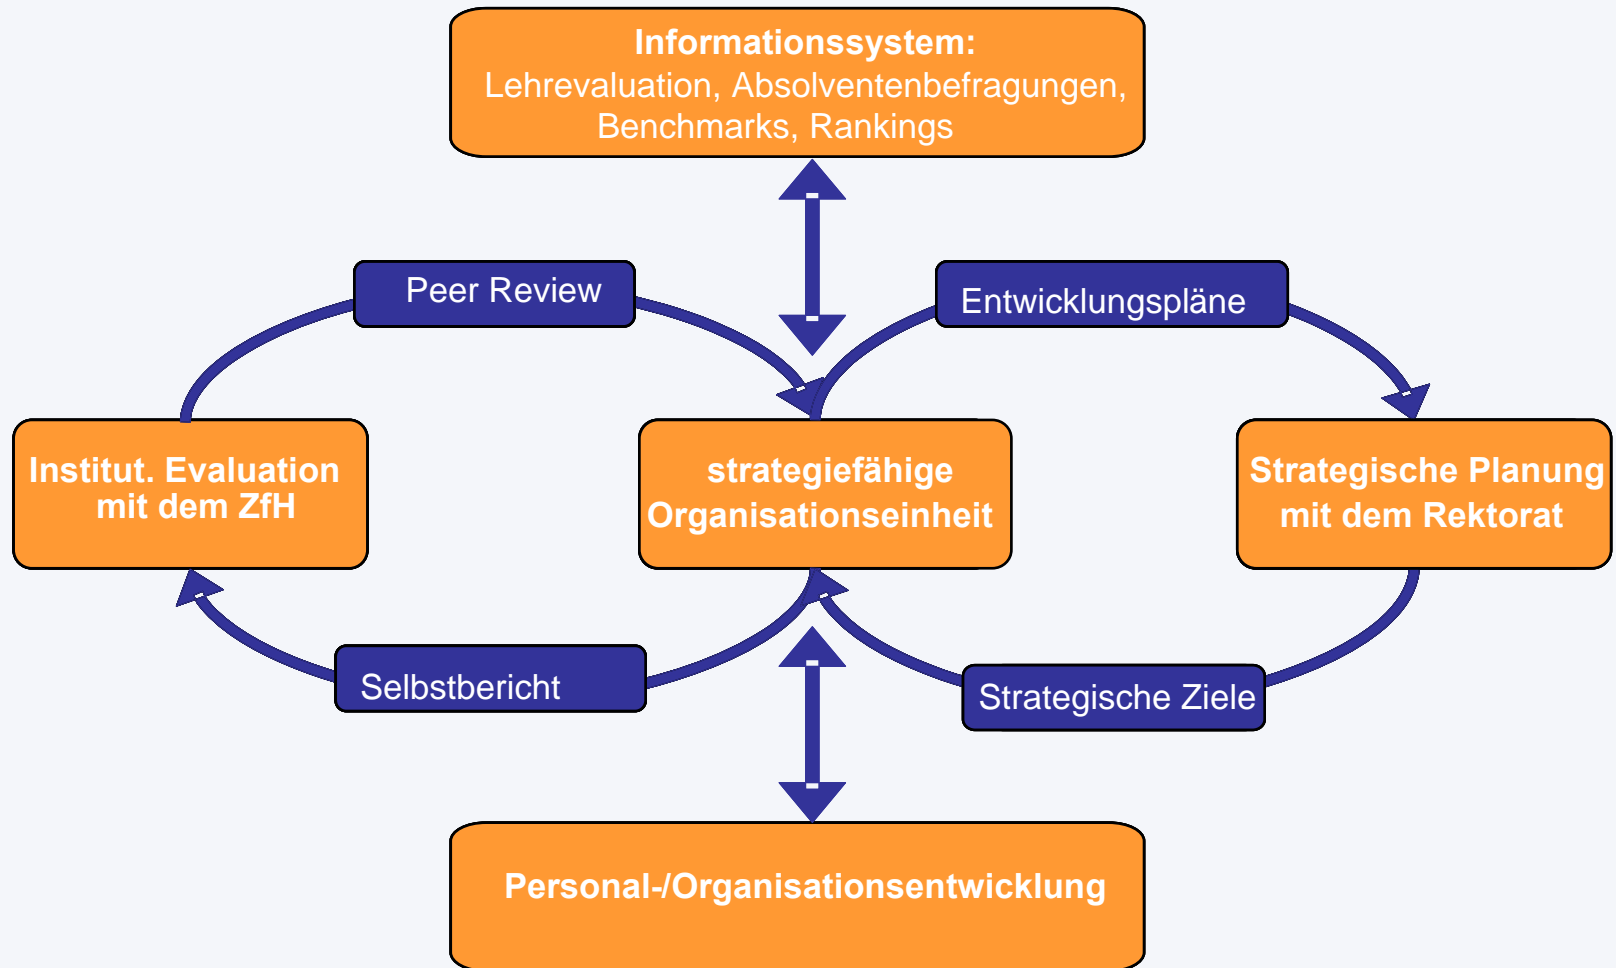 Informationssystem:
Lehrevaluation, Absolventenbefragungen,
Benchmarks, Rankings
Peer Review
Entwicklungspläne
Institut. Evaluation
mit dem ZfH
strategiefähige
Organisationseinheit
Strategische Planung
mit dem Rektorat
Selbstbericht
Strategische Ziele
Personal-/Organisationsentwicklung